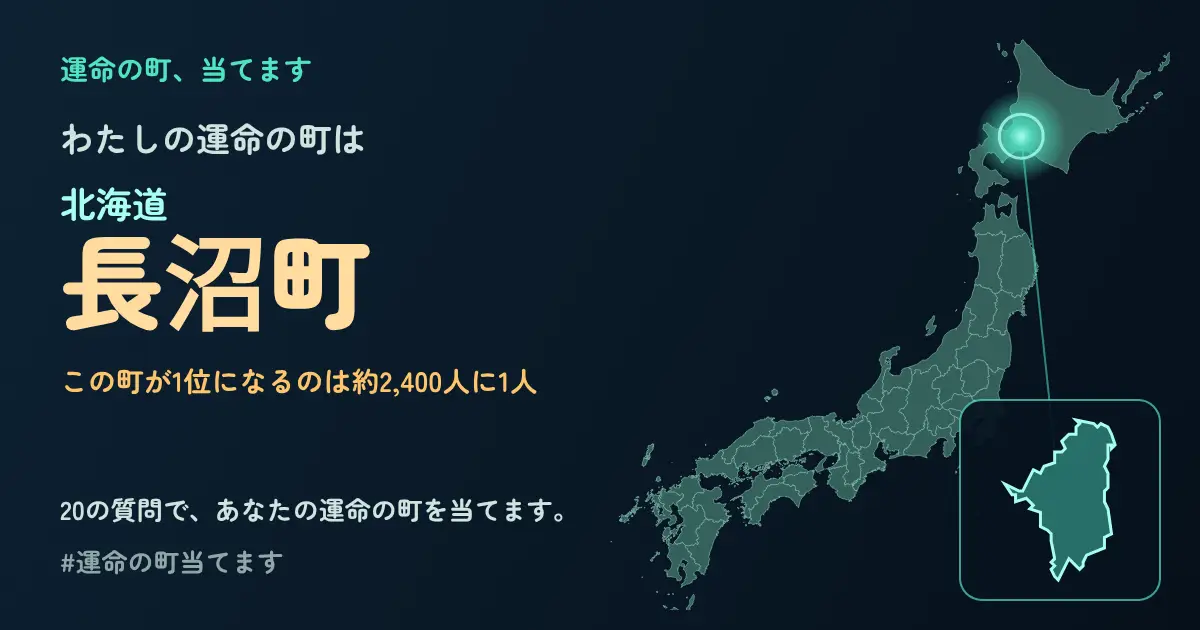 運命の町、当てます
わたしの運命の町は
北海道
長沼町
この町が1位になるのは約2,400人に1人
20の質問で、あなたの運命の町を当てます。
#運命の町当てます